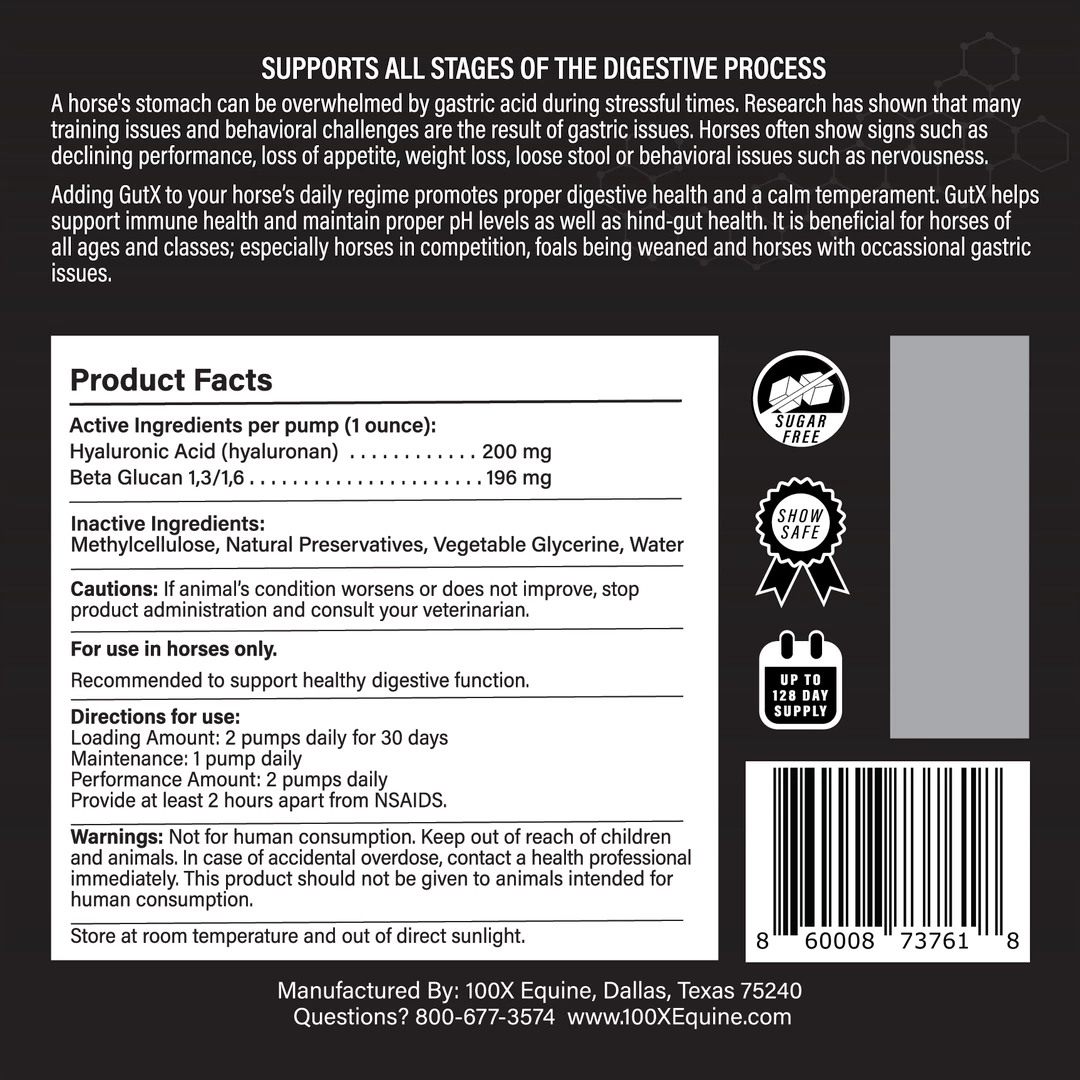 SUPPORTS ALL STAGES OF THE DIGESTIVE PROCESS
A horse's stomach can be overwhelmed by gastric acid during stressful times. Research has shown that many
training issues and behavioral challenges are the result of gastric issues. Horses often show signs such as
declining performance, loss of appetite, weight loss, loose stool or behavioral issues such as nervousness.
Adding GutX to your horse's daily regime promotes proper digestive health and a calm temperament. GutX helps
support immune health and maintain proper pH levels as well as hind-gut health. It is beneficial for horses of
all ages and classes; especially horses in competition, foals being weaned and horses with occassional gastric
issues.
Product Facts
Active Ingredients per pump (1 ounce):
Hyaluronic Acid (hyaluronan) . . . . . . . . . . . . 200 mg
Beta Glucan 1,3/1,6 . . . . . . . . . . . . . . . . . . . . . . 196 mg
Inactive Ingredients:
Methylcellulose, Natural Preservatives, Vegetable Glycerine, Water
Cautions: If animal's condition worsens or does not improve, stop
product administration and consult your veterinarian.
For use in horses only.
Recommended to support healthy digestive function.
Directions for use:
Loading Amount: 2 pumps daily for 30 days
Maintenance: 1 pump daily
Performance Amount: 2 pumps daily
Provide at least 2 hours apart from NSAIDS.
Warnings: Not for human consumption. Keep out of reach of children
and animals. In case of accidental overdose, contact a health professional
immediately. This product should not be given to animals intended for
human consumption.
Store at room temperature and out of direct sunlight.
SUGAR
FREE
SHOW
SAFE
UP TO
128 DAY
SUPPLY
8 60008 73761 8
Manufactured By: 100X Equine, Dallas, Texas 75240
Questions? 800-677-3574 www.100XEquine.com